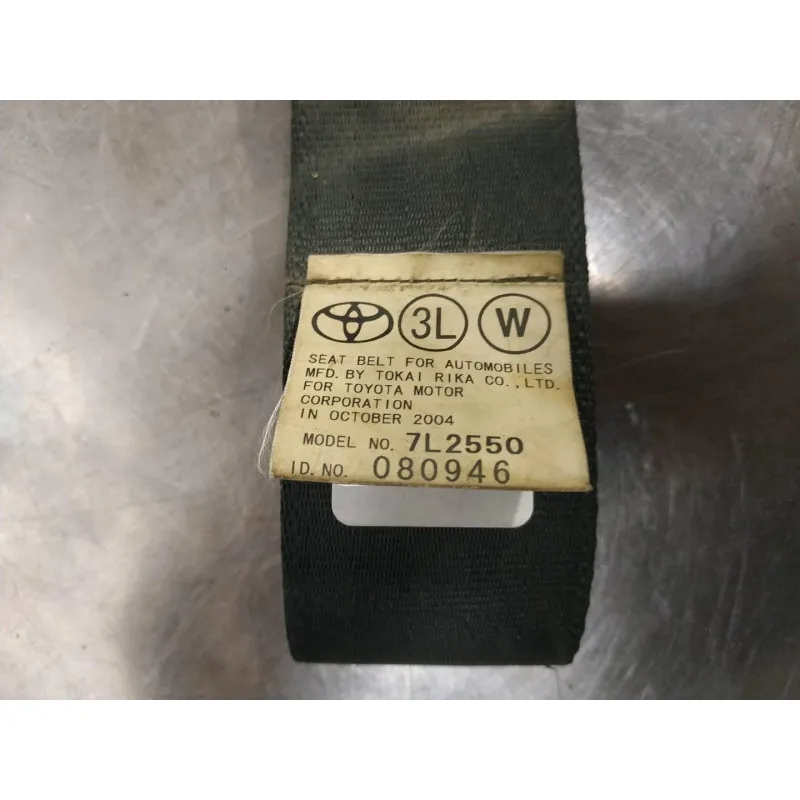 3L W
SEAT BELT FOR AUTOMOBILES
MFD. BY TOKAI RIKA CO.,LTD.
FOR TOYOTA MOTOR
CORPORATION
IN OCTOBER 2004
MODEL NO. 7L2550
ID. NO. 080946